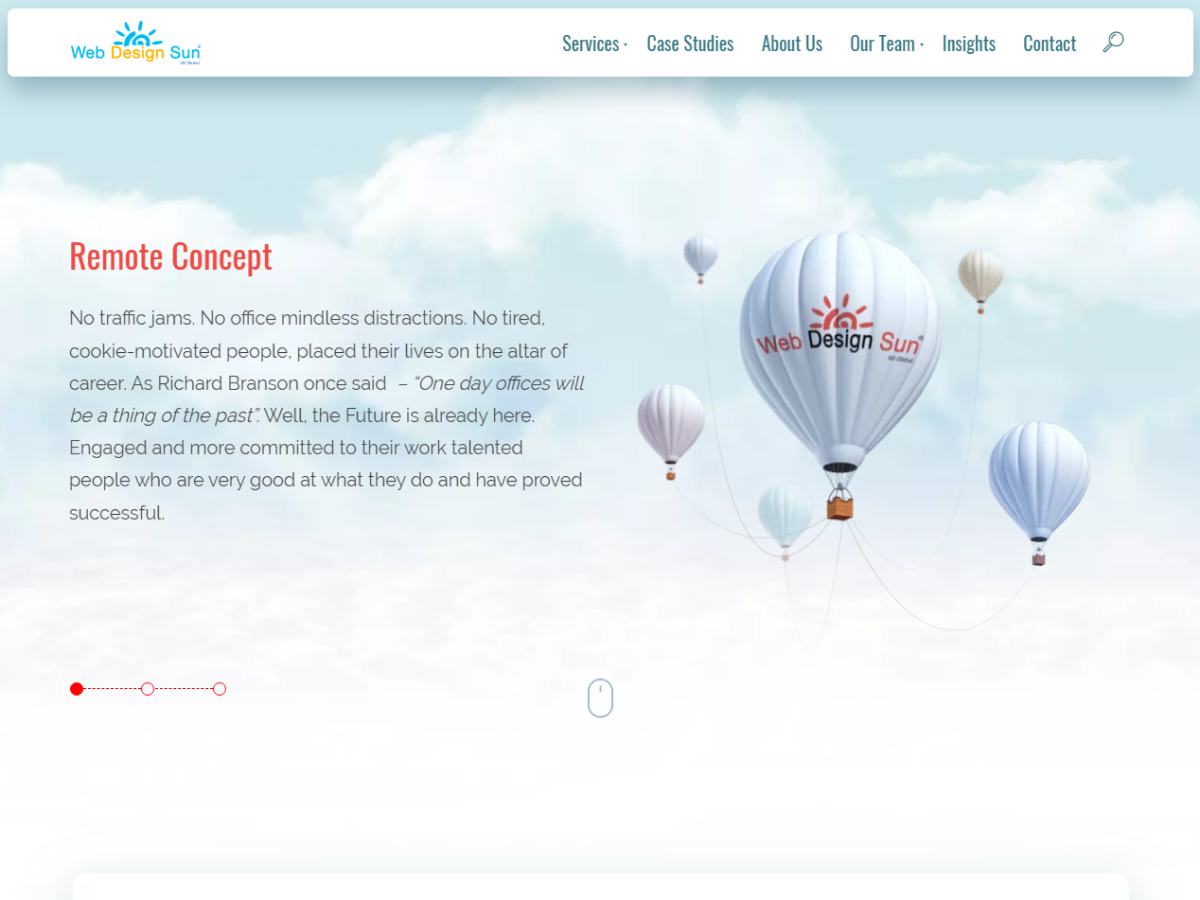 Web Design Sun®
HD Global
Services
Case Studies
About Us
Our Team
Insights
Contact
Remote Concept
No traffic jams. No office mindless distractions. No tired,
cookie-motivated people, placed their lives on the altar of
career. As Richard Branson once said – “One day offices will
be a thing of the past”. Well, the Future is already here.
Engaged and more committed to their work talented
people who are very good at what they do and have proved
successful.
Web Design Sun®
HD Global